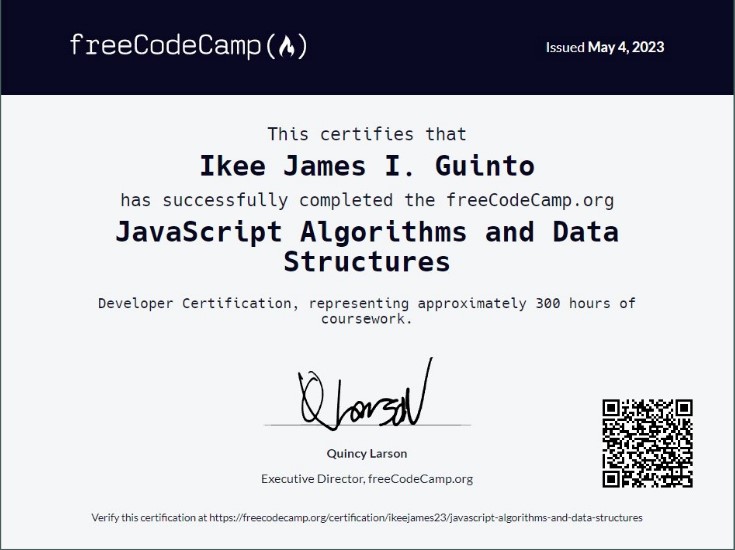 freeCodeCamp(🔥)
Issued May 4, 2023
This certifies that
Ikee James I. Guinto
has successfully completed the freeCodeCamp.org
JavaScript Algorithms and Data
Structures
Developer Certification, representing approximately 300 hours of
coursework.
Q Larson
Quincy Larson
Executive Director, freeCodeCamp.org
Verify this certification at https://freecodecamp.org/certification/ikeejames23/javascript-algorithms-and-data-structures